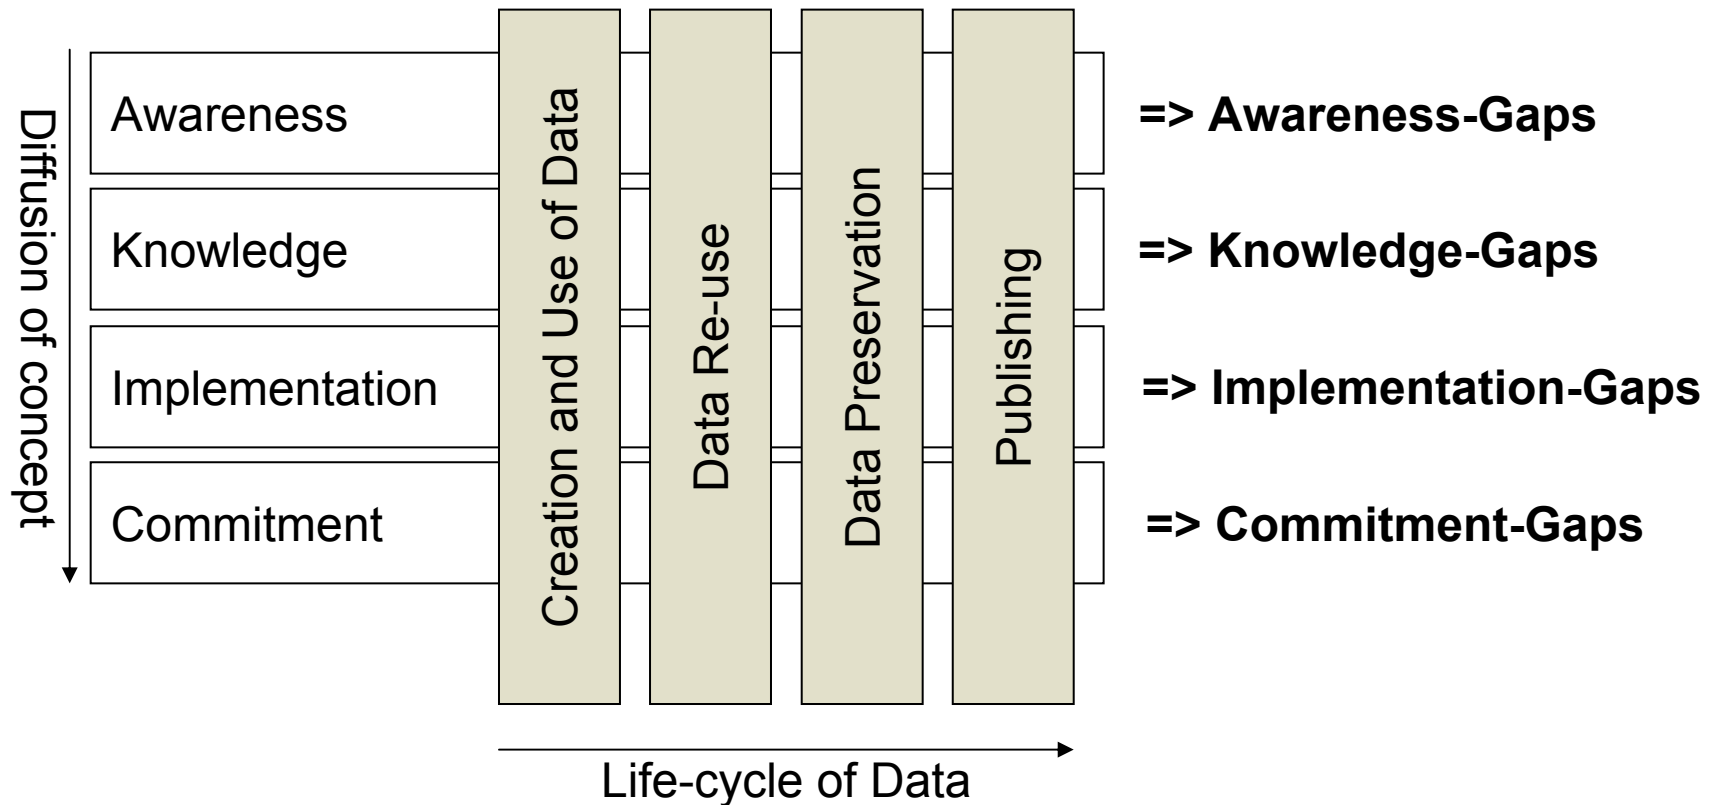 Diffusion of concept
Awareness
Knowledge
Implementation
Commitment
Creation and Use of Data
Data Re-use
Data Preservation
Publishing
=> Awareness-Gaps
=> Knowledge-Gaps
=> Implementation-Gaps
=> Commitment-Gaps
Life-cycle of Data